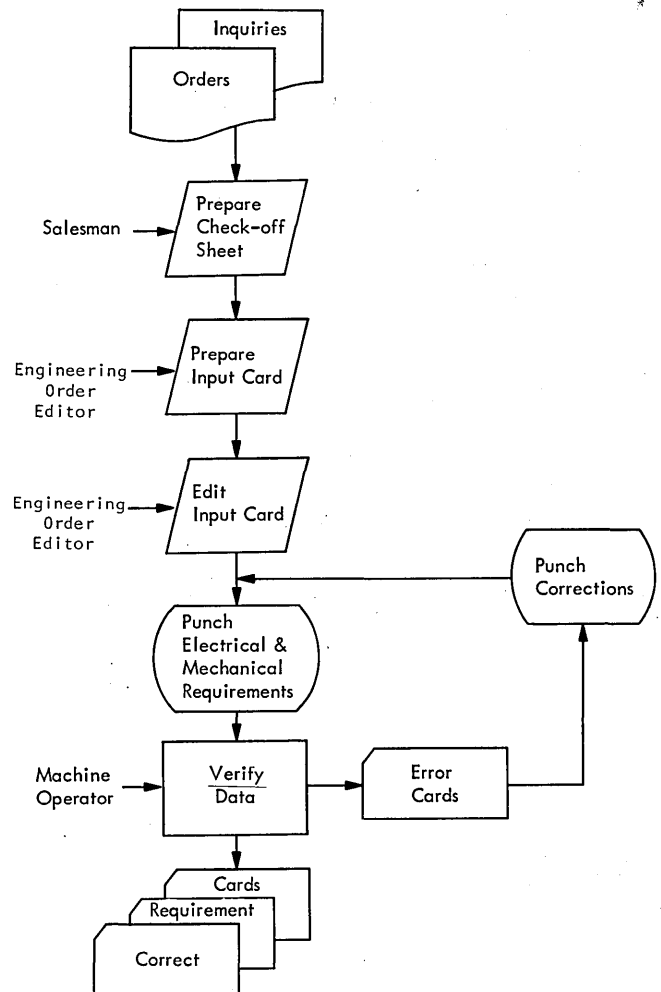 Inquiries
Orders
Salesman
Prepare
Check-off
Sheet
Engineering
Order
Editor
Prepare
Input Card
Engineering
Order
Editor
Edit
Input Card
Punch
Corrections
Punch
Electrical &
Mechanical
Requirements
Machine
Operator
Verify
Data
Error
Cards
Cards
Requirement
Correct